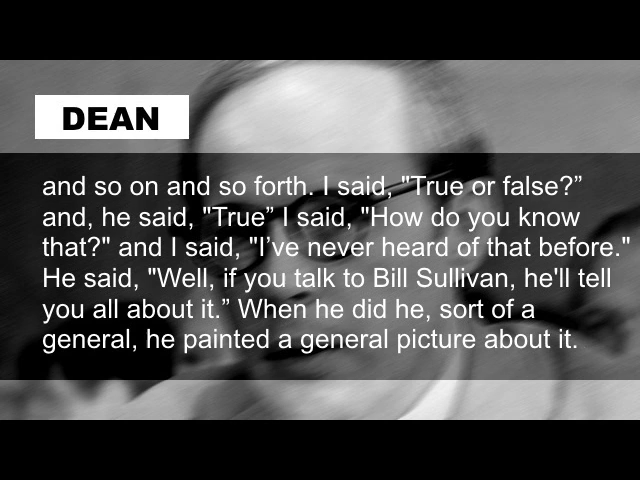 DEAN
and so on and so forth. I said, "True or false?”
and, he said, "True” I said, "How do you know
that?" and I said, "I’ve never heard of that before."
He said, "Well, if you talk to Bill Sullivan, he'll tell
you all about it.” When he did he, sort of a
general, he painted a general picture about it.